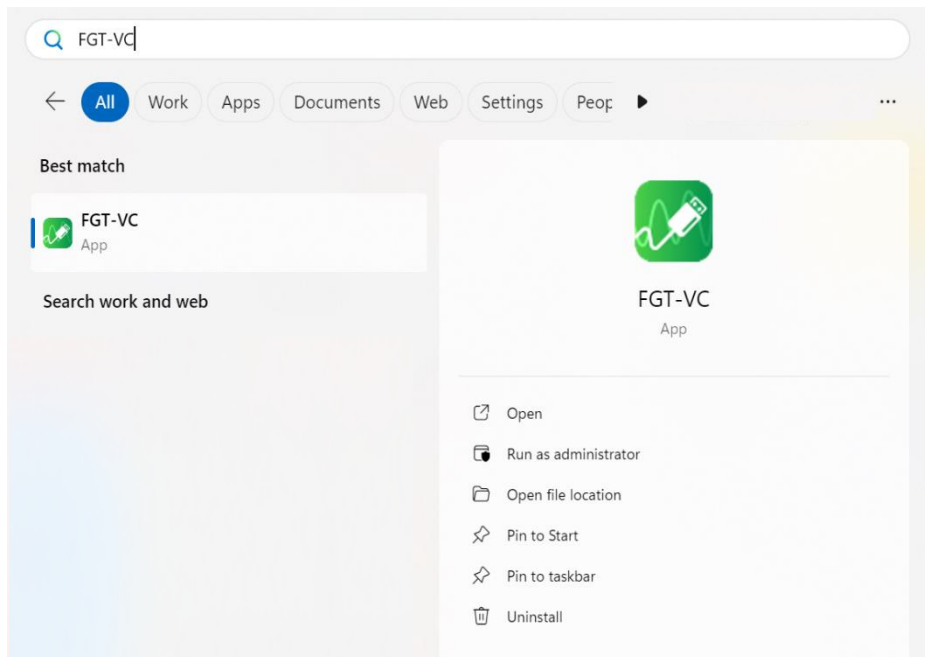 FGT-VC
All Work Apps Documents Web Settings Peop
Best match
FGT-VC
App
Search work and web
FGT-VC
App
Open
Run as administrator
Open file location
Pin to Start
Pin to taskbar
Uninstall